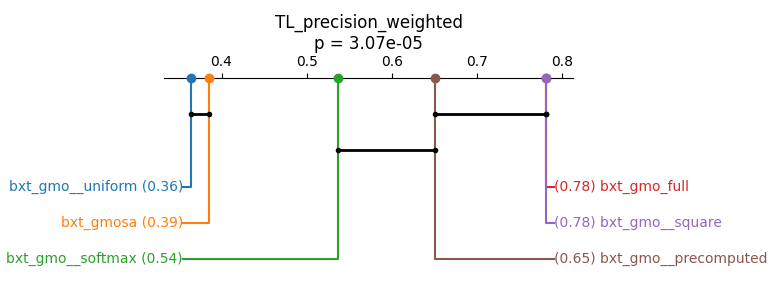 TL_precision_weighted
p = 3.07e-05
0.4 0.5 0.6 0.7 0.8
bxt_gmo__uniform (0.36)
(0.78) bxt_gmo_full
bxt_gmosa (0.39)
(0.78) bxt_gmo__square
bxt_gmo__softmax (0.54)
(0.65) bxt_gmo__precomputed